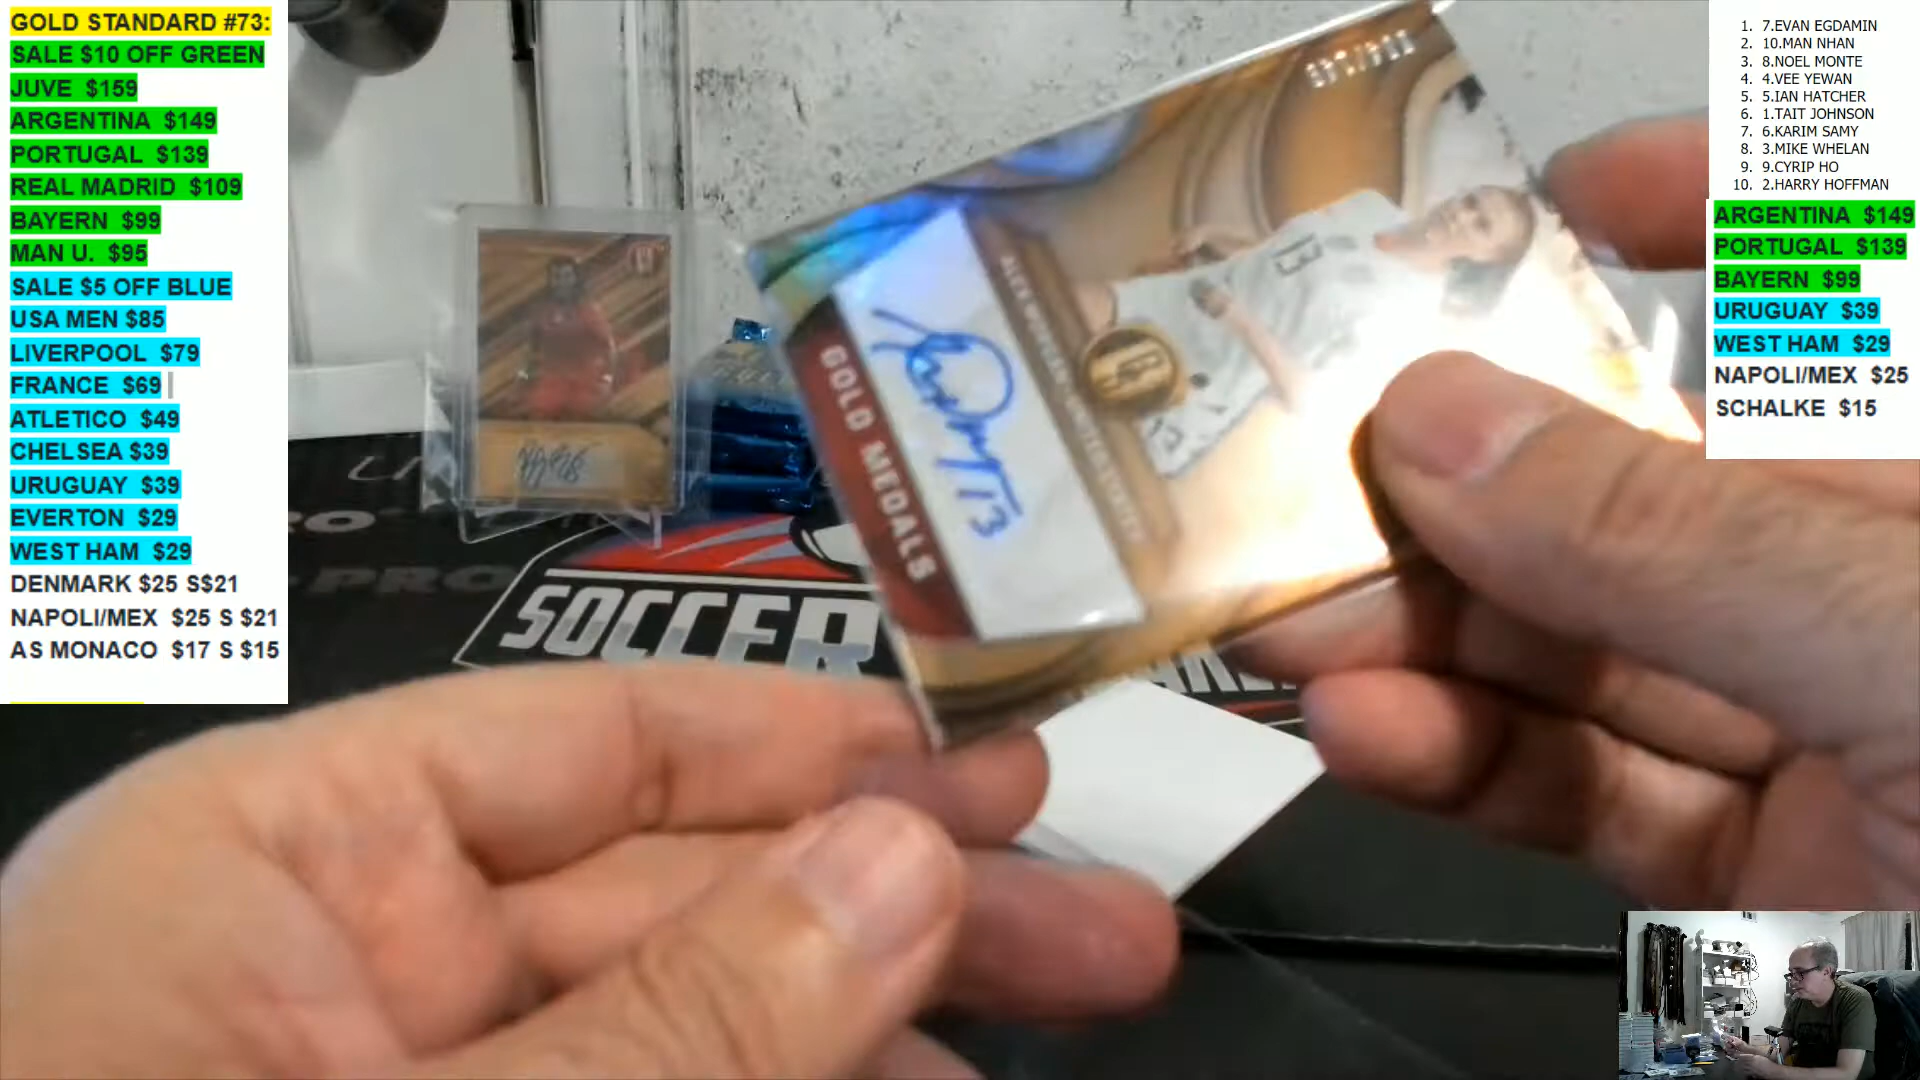 GOLD STANDARD #73:
SALE $10 OFF GREEN
JUVE $159
ARGENTINA $149
PORTUGAL $139
REAL MADRID $109
BAYERN $99
MAN U. $95
SALE $5 OFF BLUE
USA MEN $85
LIVERPOOL $79
FRANCE $69
ATLETICO $49
CHELSEA $39
URUGUAY $39
EVERTON $29
WEST HAM $29
DENMARK $25 S$21
NAPOLI/MEX $25 S $21
AS MONACO $17 S $15
1. 7.EVAN EGDAMIN
2. 10.MAN NHAN
3. 8.NOEL MONTE
4. 4.VEE YEWAN
5. 5.IAN HATCHER
6. 1.TAIT JOHNSON
7. 6.KARIM SAMY
8. 3.MIKE WHELAN
9. 9.CYRIP HO
10. 2.HARRY HOFFMAN
ARGENTINA $149
PORTUGAL $139
BAYERN $99
URUGUAY $39
WEST HAM $29
NAPOLI/MEX $25
SCHALKE $15
GOLD MEDALS
13
SOCCER
PRO